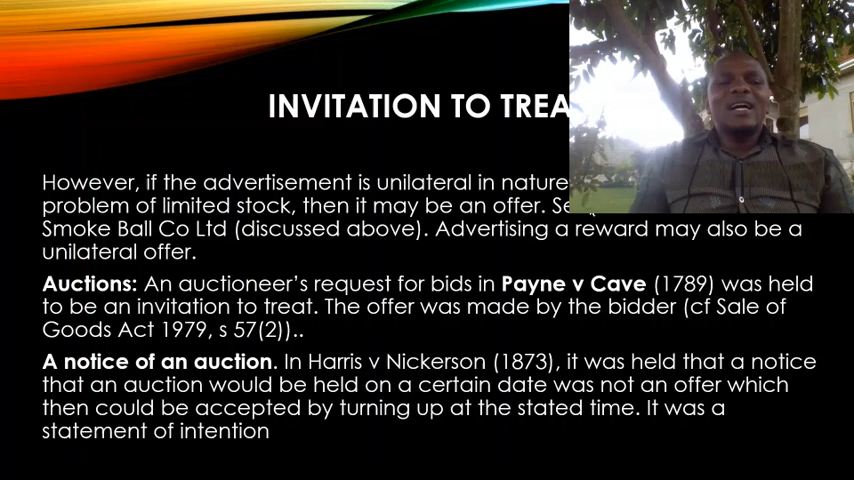 INVITATION TO TREA
However, if the advertisement is unilateral in nature
problem of limited stock, then it may be an offer.
Smoke Ball Co Ltd (discussed above). Advertising a reward may also be a
unilateral offer.
Auctions: An auctioneer’s request for bids in Payne v Cave (1789) was held
to be an invitation to treat. The offer was made by the bidder (cf Sale of
Goods Act 1979, s 57(2))..
A notice of an auction. In Harris v Nickerson (1873), it was held that a notice
that an auction would be held on a certain date was not an offer which
then could be accepted by turning up at the stated time. It was a
statement of intention